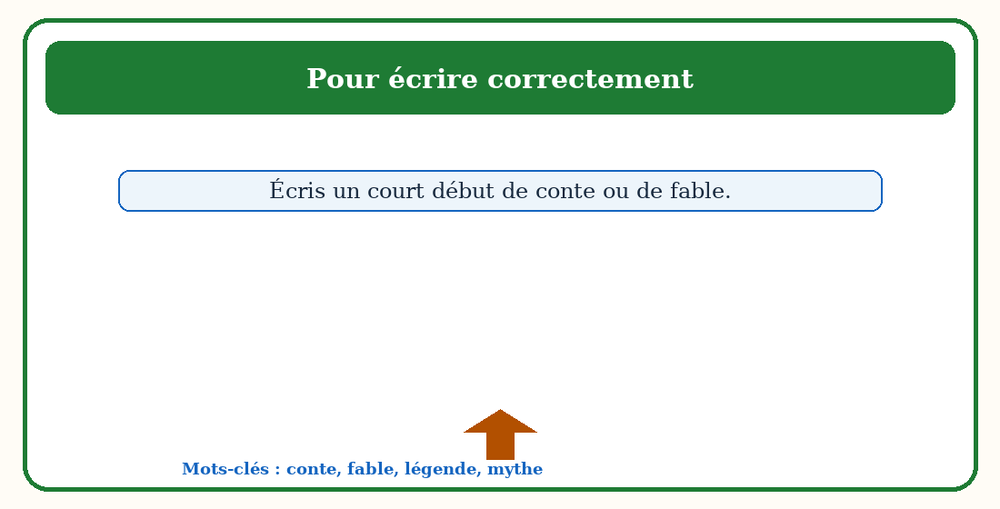 Pour écrire correctement
Écris un court début de conte ou de fable.
Mots-clés : conte, fable, légende, mythe